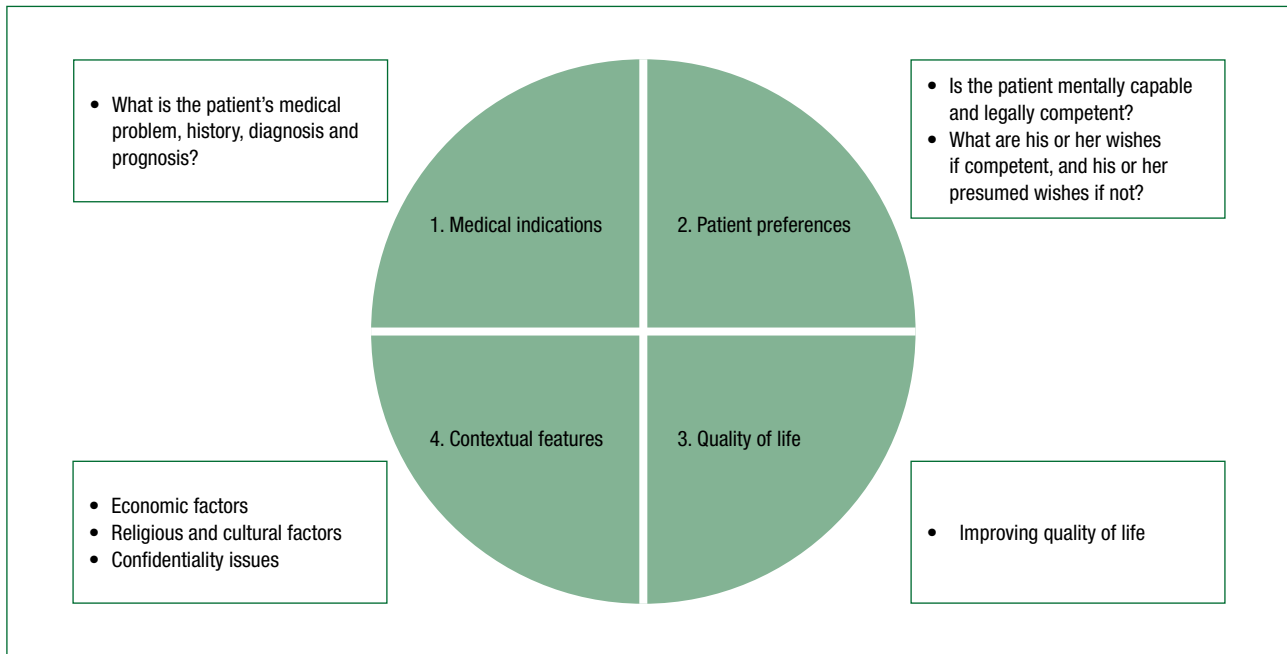 • What is the patient’s medical
problem, history, diagnosis and
prognosis?
• Is the patient mentally capable
and legally competent?
• What are his or her wishes
if competent, and his or her
presumed wishes if not?
1. Medical indications
2. Patient preferences
4. Contextual features
3. Quality of life
• Economic factors
• Religious and cultural factors
• Confidentiality issues
• Improving quality of life